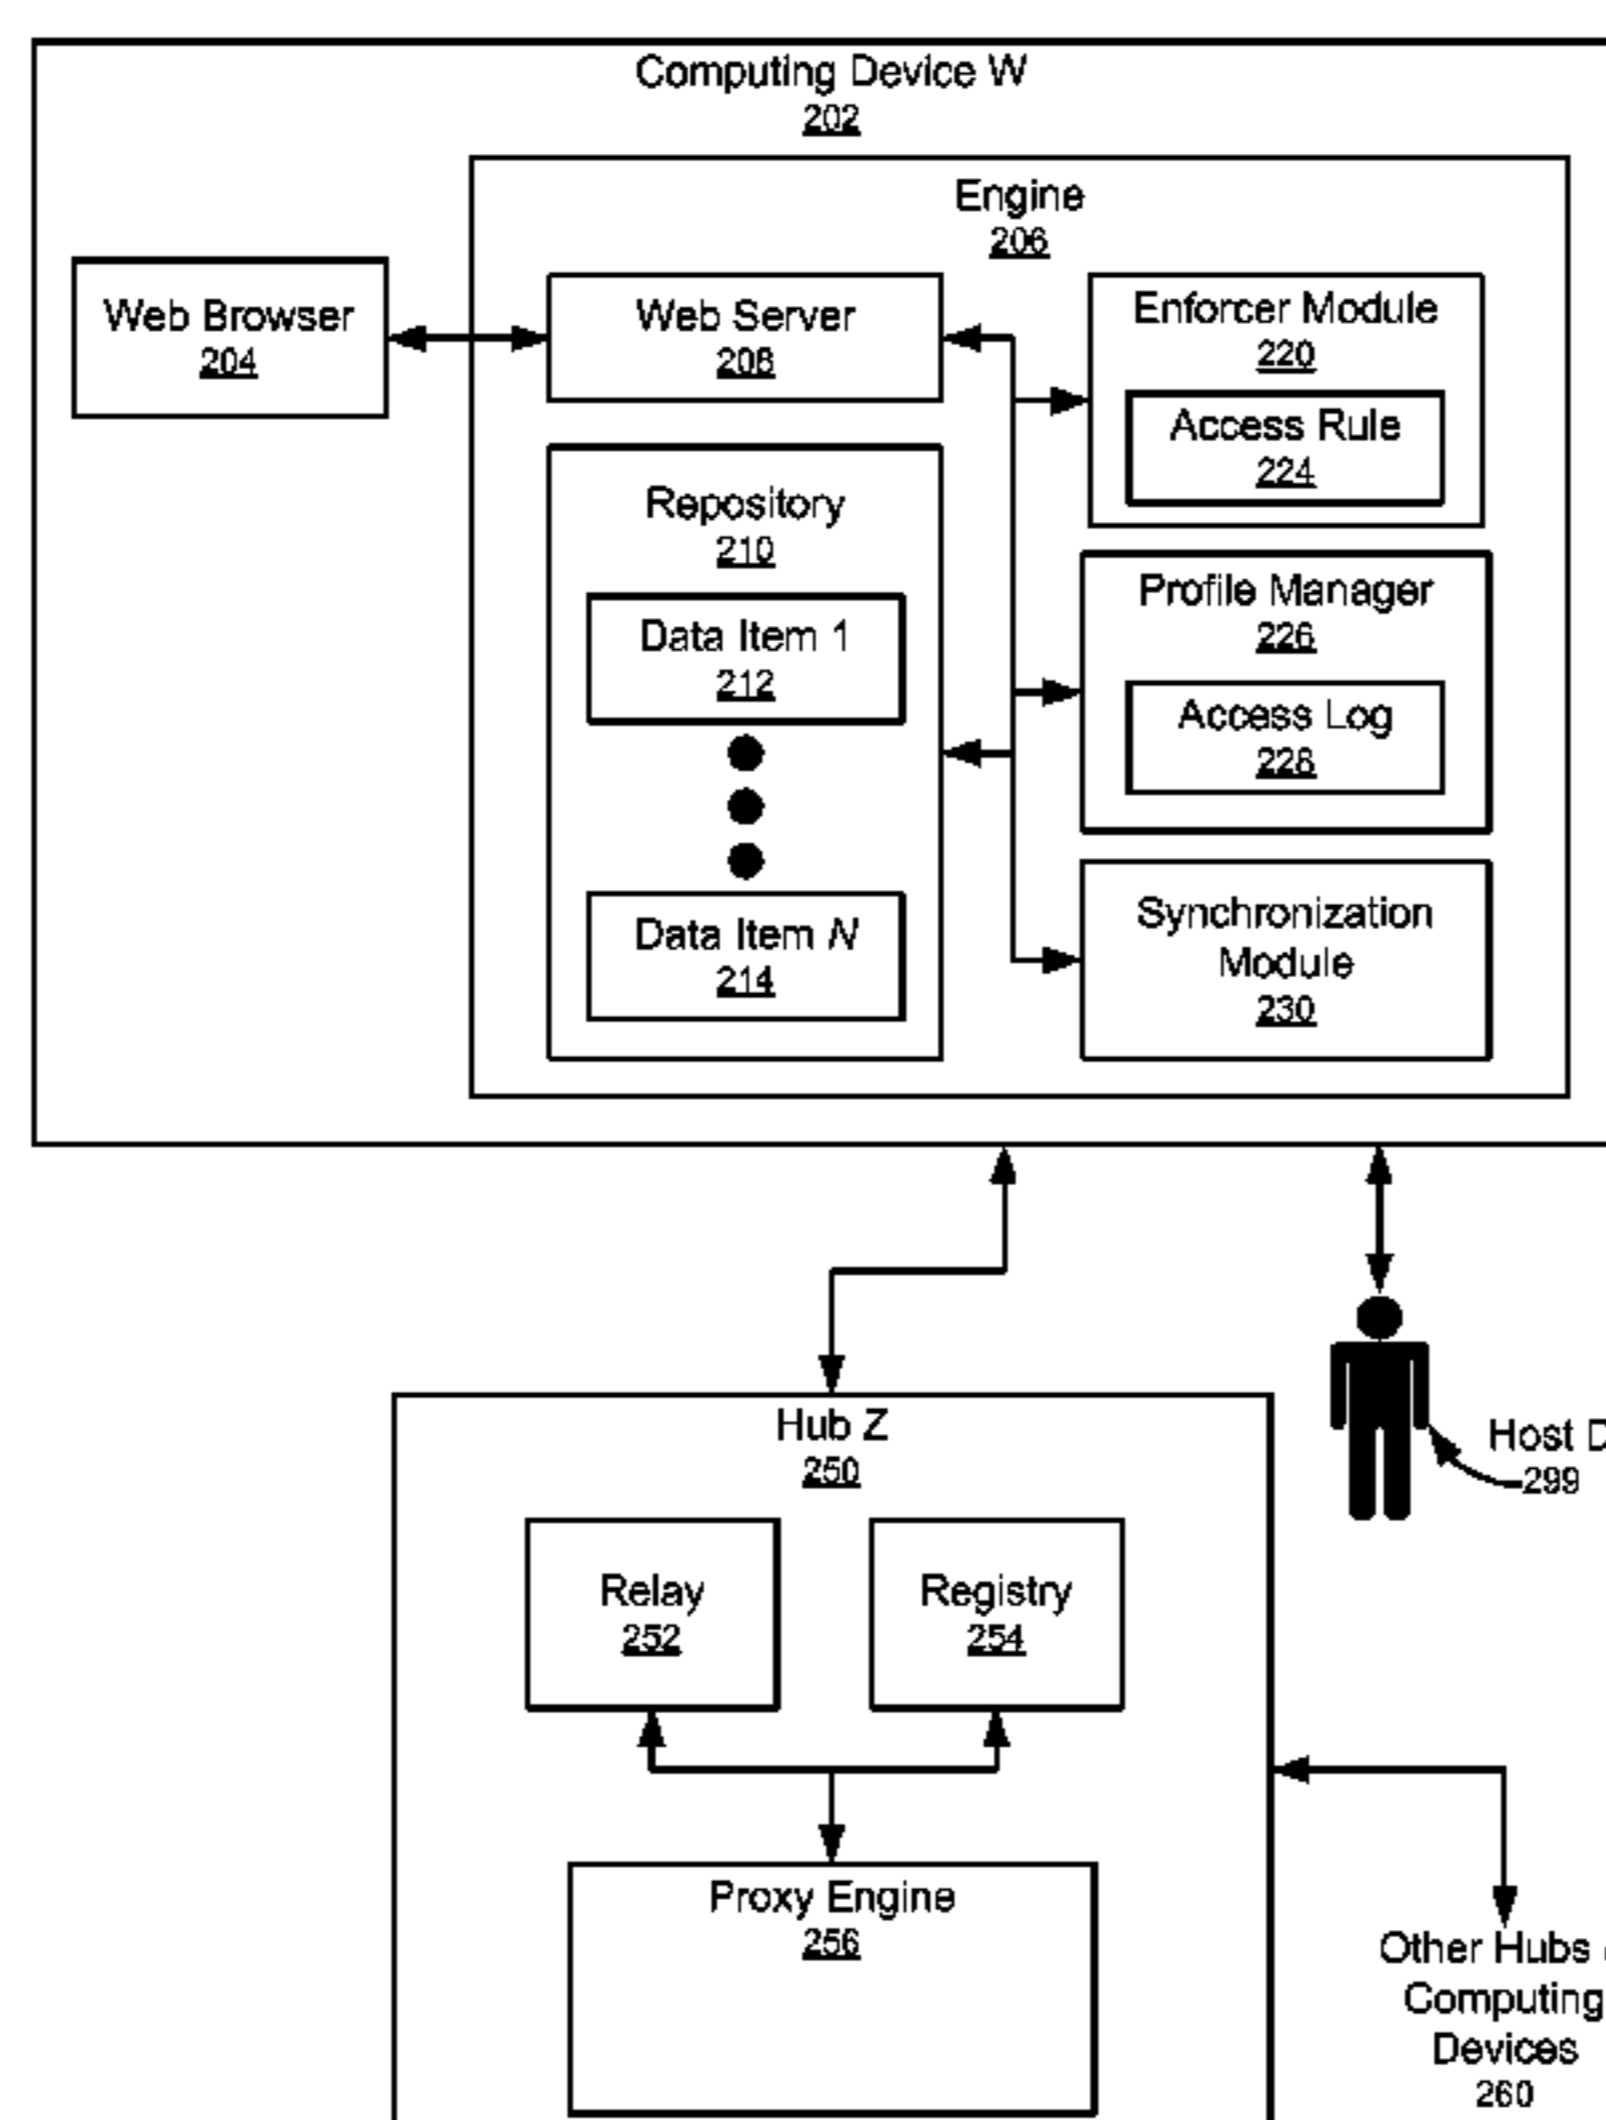 Computing Device W
202
Engine
206
Web Browser
204
Web Server
208
Enforcer Module
220
Access Rule
224
Repository
210
Data Item 1
212
Data Item N
214
Profile Manager
226
Access Log
228
Synchronization
Module
230
Hub Z
250
Host D
299
Relay
252
Registry
254
Proxy Engine
256
Other Hubs
Computing
Devices
260